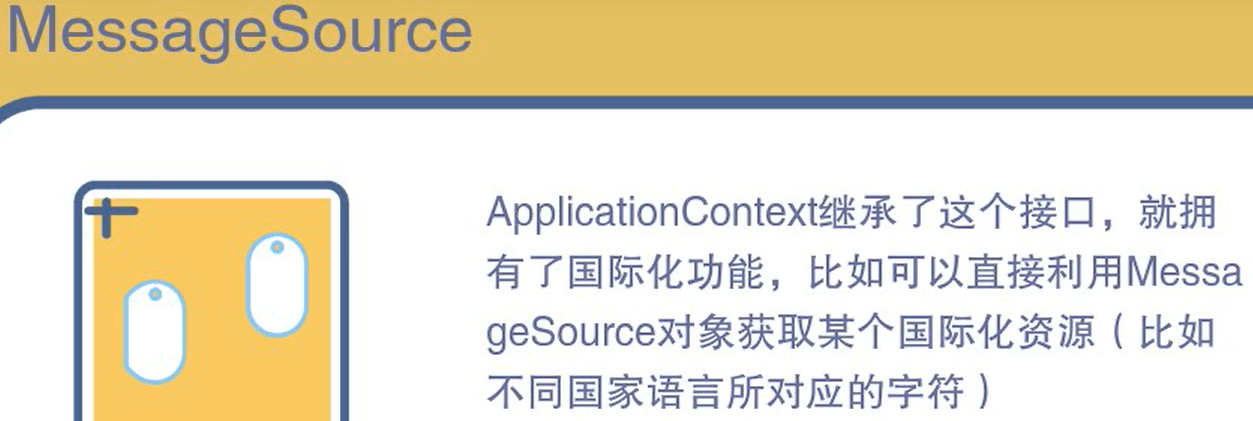 MessageSource
ApplicationContext继承了这个接口，就拥
有了国际化功能，比如可以直接利用Messa
geSource对象获取某个国际化资源（比如
不同国家语言所对应的字符）